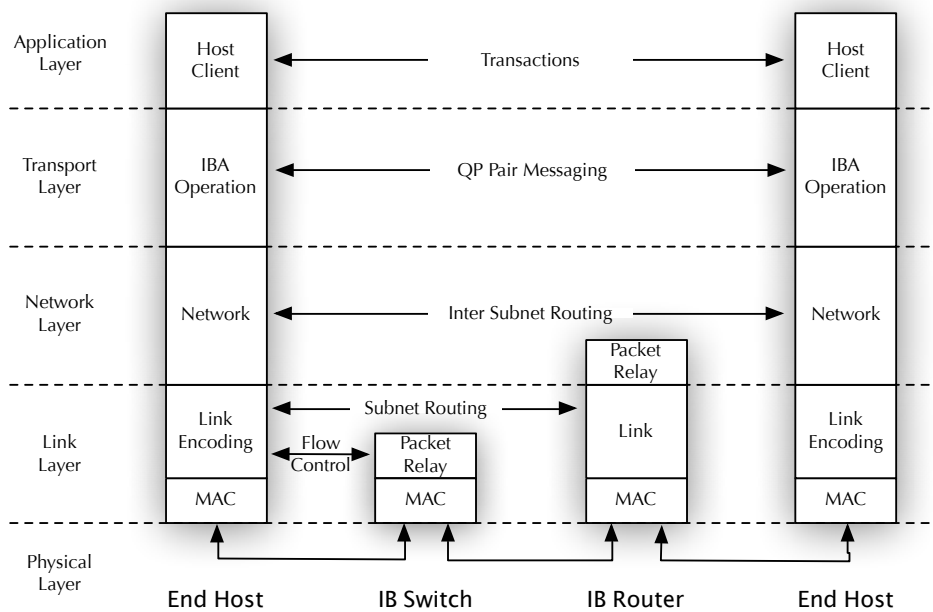 Application
Layer
Host
Client
Transactions
Host
Client
Transport
Layer
IBA
Operation
QP Pair Messaging
IBA
Operation
Network
Layer
Network
Inter Subnet Routing
Network
Packet
Relay
Link
Layer
Link
Encoding
Subnet Routing
Flow
Control
Packet
Relay
Link
Link
Encoding
MAC
MAC
MAC
MAC
Physical
Layer
End Host
IB Switch
IB Router
End Host